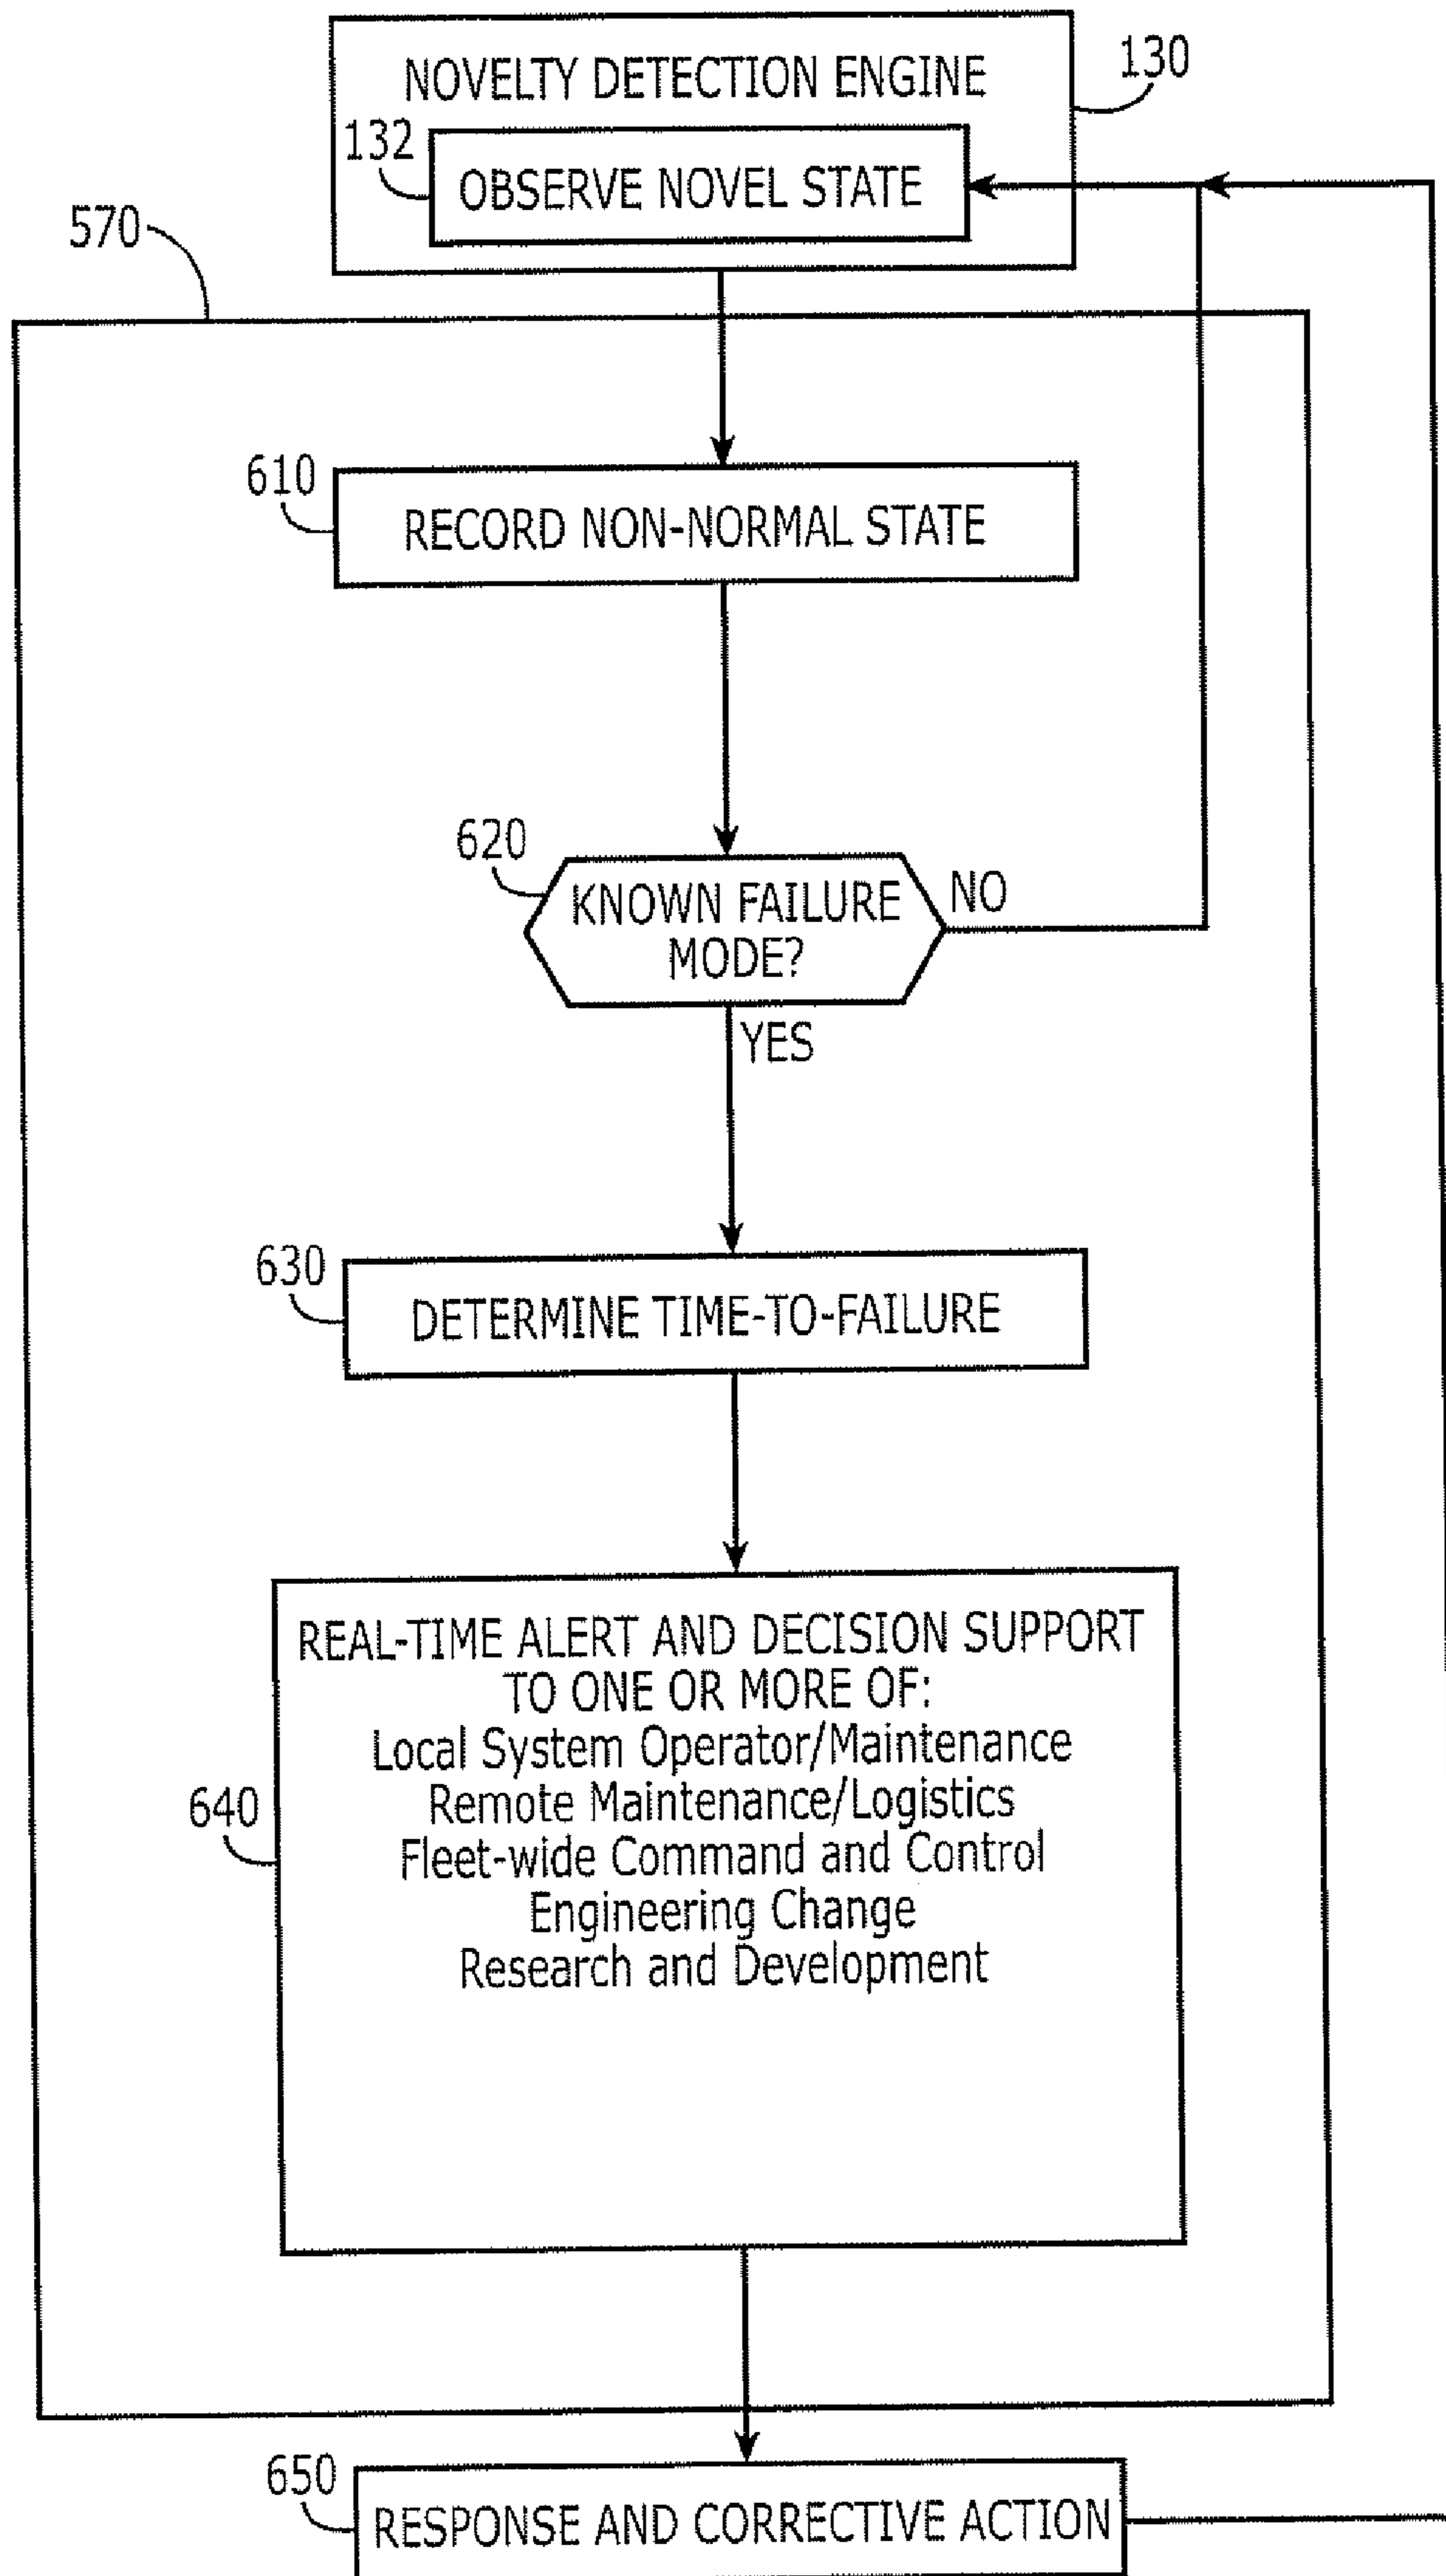 NOVELTY DETECTION ENGINE
130
132
OBSERVE NOVEL STATE
570
610
RECORD NON-NORMAL STATE
620
KNOWN FAILURE
MODE?
NO
YES
630
DETERMINE TIME-TO-FAILURE
REAL-TIME ALERT AND DECISION SUPPORT
TO ONE OR MORE OF:
Local System Operator/Maintenance
Remote Maintenance/Logistics
640
Fleet-wide Command and Control
Engineering Change
Research and Development
650
RESPONSE AND CORRECTIVE ACTION